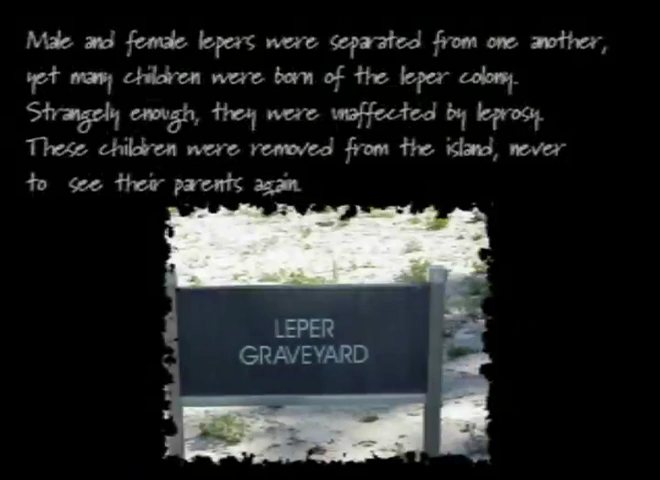 Male and female lepers were separated from one another,
yet many children were born of the leper colony.
Strangely enough, they were unaffected by leprosy.
These children were removed from the island, never
to see their parents again.
LEPER
GRAVEYARD